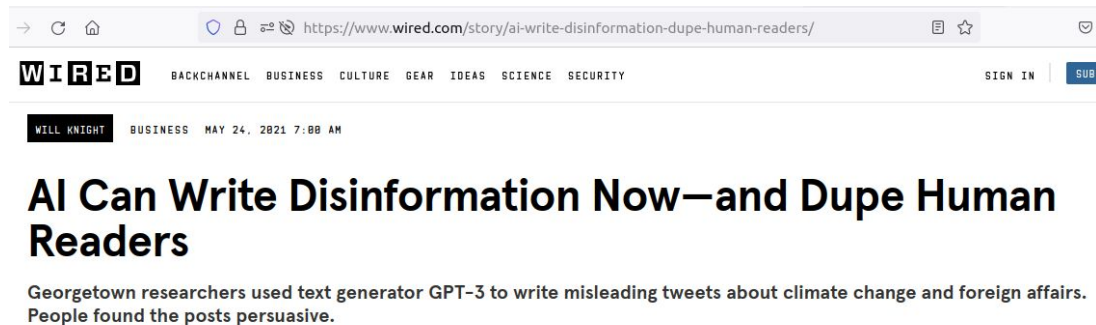 https://www.wired.com/story/ai-write-disinformation-dupe-human-readers/
WIRED BACKCHANNEL BUSINESS CULTURE GEAR IDEAS SCIENCE SECURITY SIGN IN SUB
WILL KNIGHT BUSINESS MAY 24, 2021 7:00 AM
AI Can Write Disinformation Now—and Dupe Human
Readers
Georgetown researchers used text generator GPT-3 to write misleading tweets about climate change and foreign affairs.
People found the posts persuasive.